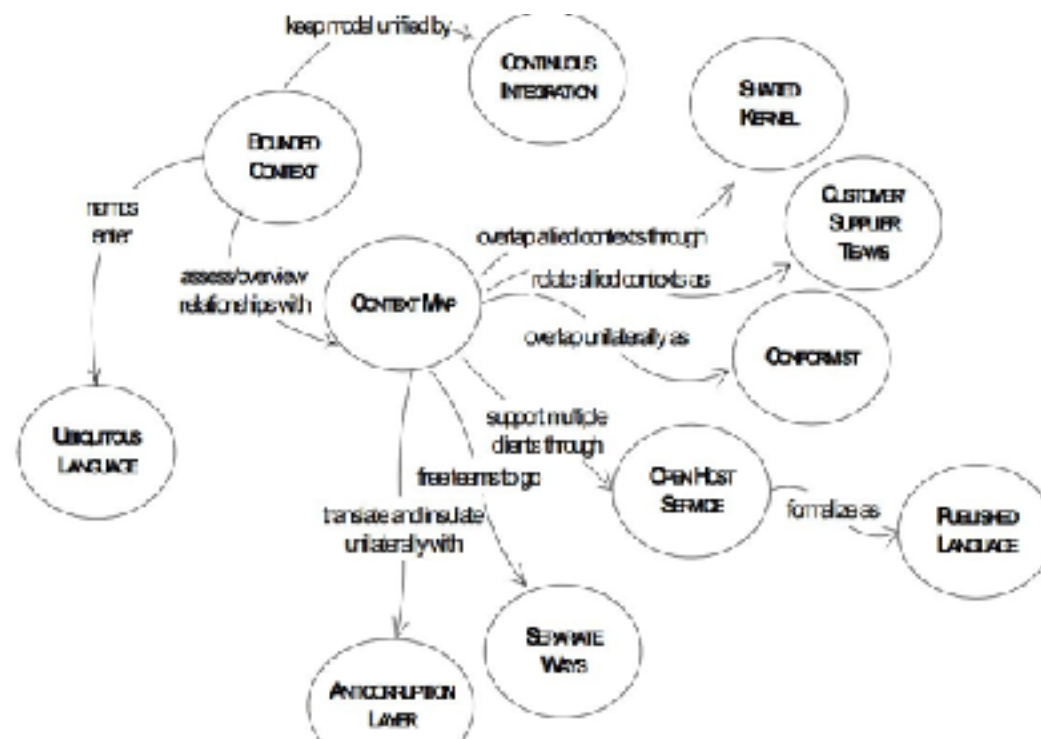 keep model unified by
CONTINUOUS
INTEGRATION
SHARED
KERNEL
BOUNDED
CONTEXT
names
enter
assess/overview
relationships with
CONTEXT MAP
overlap allied contexts through
relate allied contexts as
overlap unilaterally as
CUSTOMER/
SUPPLIER
TEAMS
CONFORMIST
UBIQUITOUS
LANGUAGE
support multiple
clients through
free teams to go
translate and insulate
unilaterally with
OPEN HOST
SERVICE
formalize as
PUBLISHED
LANGUAGE
SEPARATE
WAYS
ANTICORRUPTION
LAYER